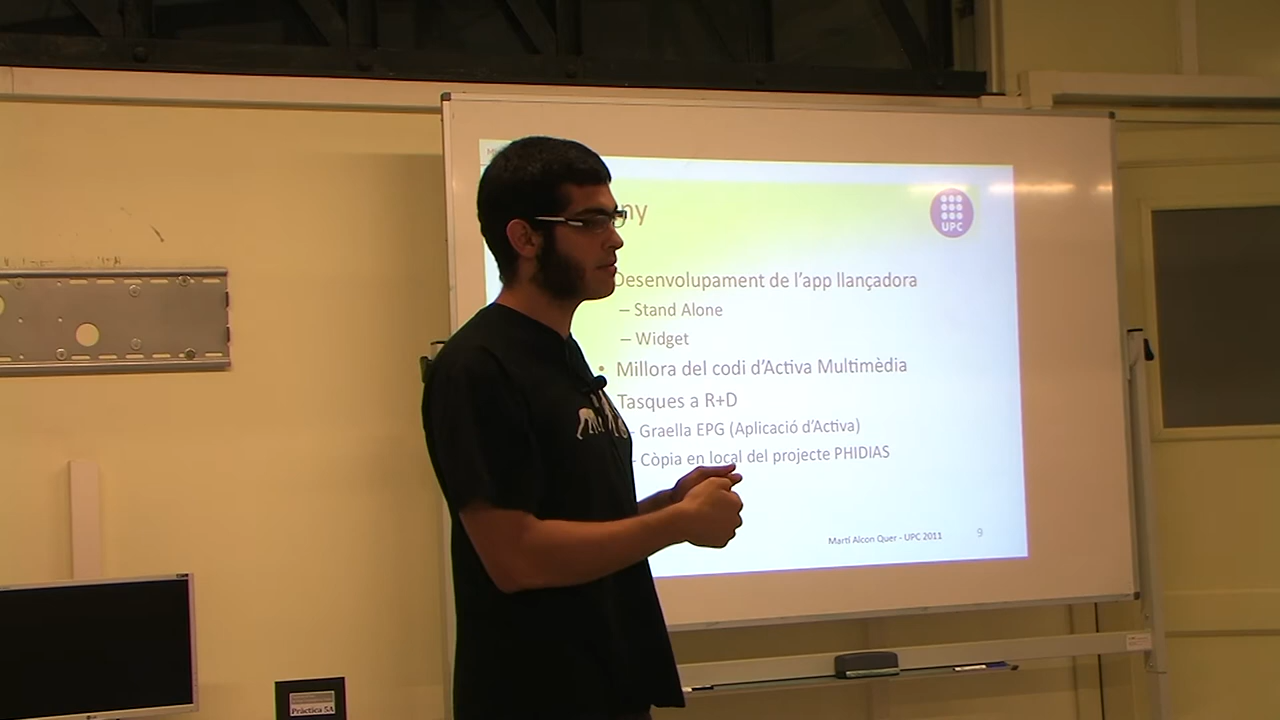 ny
UPC
Desenvolupament de l'app llançadora
– Stand Alone
– Widget
• Millora del codi d'Activa Multimèdia
Tasques a R+D
- Graella EPG (Aplicació d'Activa)
- Còpia en local del projecte PHIDIAS
Martí Alcon Quer - UPC 2011
9
Pràctica 5A